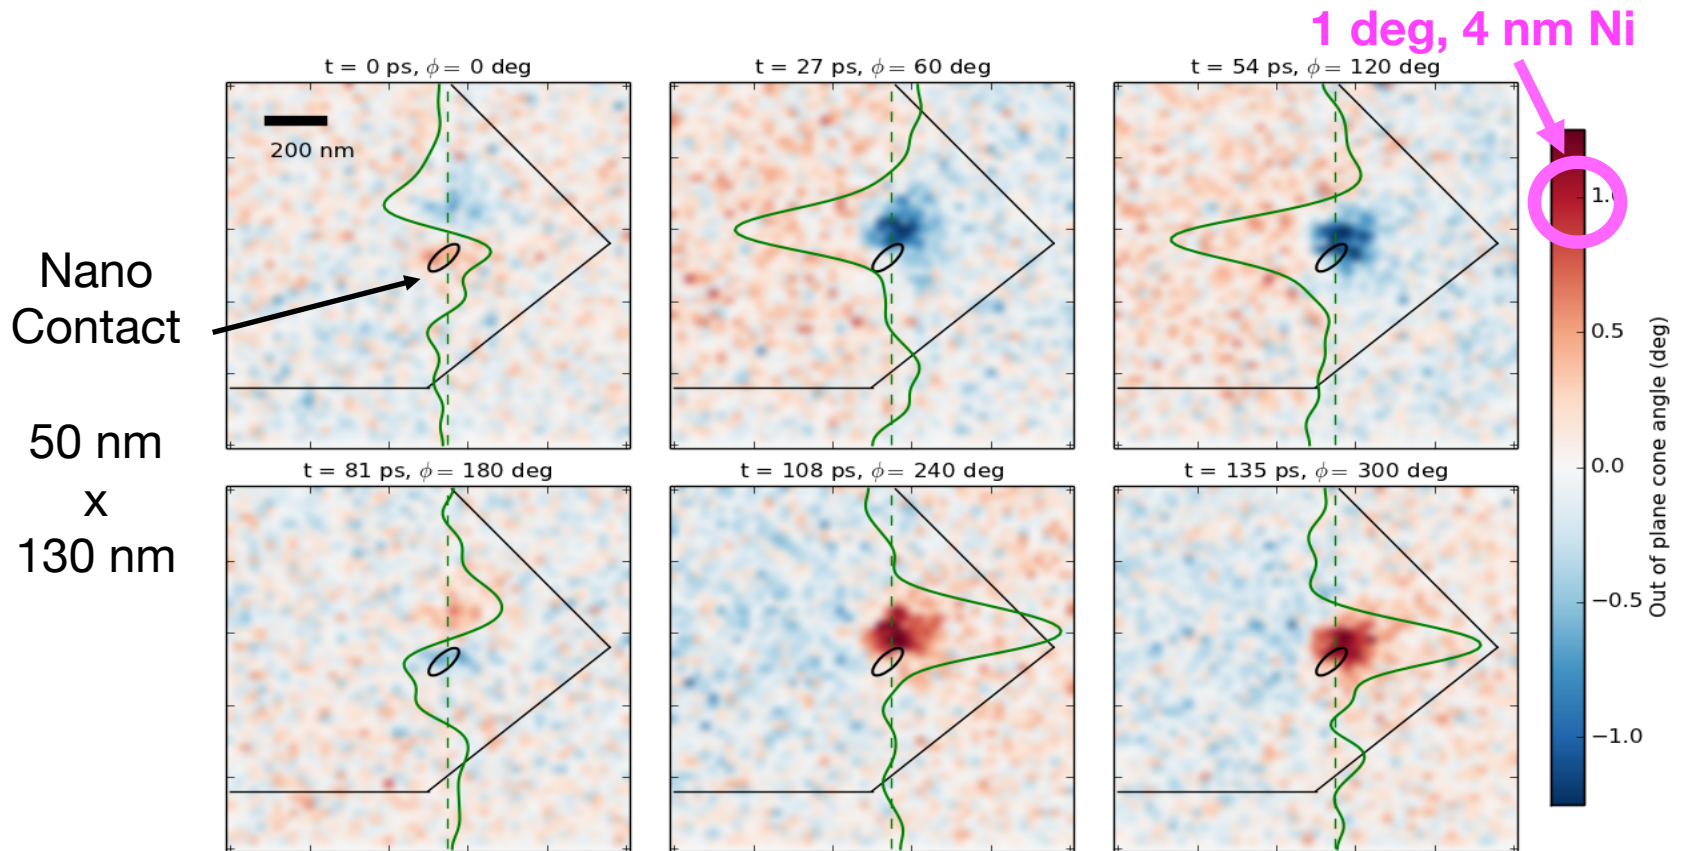 1 deg, 4 nm Ni
t = 0 ps, ϕ = 0 deg
t = 27 ps, ϕ = 60 deg
t = 54 ps, ϕ = 120 deg
200 nm
Nano
Contact
50 nm
x
130 nm
t = 81 ps, ϕ = 180 deg
t = 108 ps, ϕ = 240 deg
t = 135 ps, ϕ = 300 deg
1.0
0.5
0.0
−0.5
−1.0
Out of plane cone angle (deg)